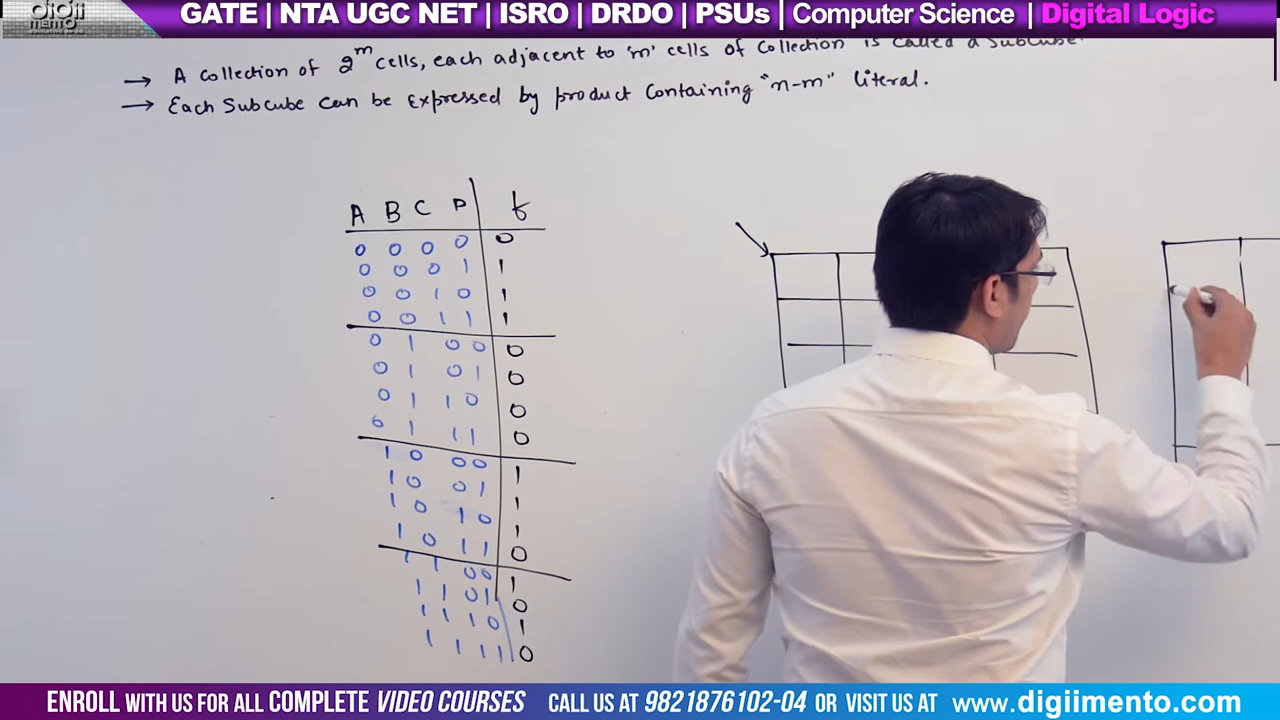 digiimento
GATE | NTA UGC NET | ISRO | DRDO | PSUs | Computer Science | Digital Logic
→ A Collection of 2^m cells, each adjacent to 'm' cells of Collection is called a Subcube.
→ Each Subcube can be Expressed by product Containing "n-m" literal.
A B C D f
0 0 0 0 0
0 0 0 1 1
0 0 1 0 1
0 0 1 1 1
0 1 0 0 0
0 1 0 1 0
0 1 1 0 0
0 1 1 1 0
1 0 0 0 1
1 0 0 1 1
1 0 1 0 1
1 0 1 1 0
1 1 0 0 1
1 1 0 1 0
1 1 1 0 1
1 1 1 1 0
ENROLL WITH US FOR ALL COMPLETE VIDEO COURSES CALL US AT 9821876102-04 OR VISIT US AT www.digiimento.com